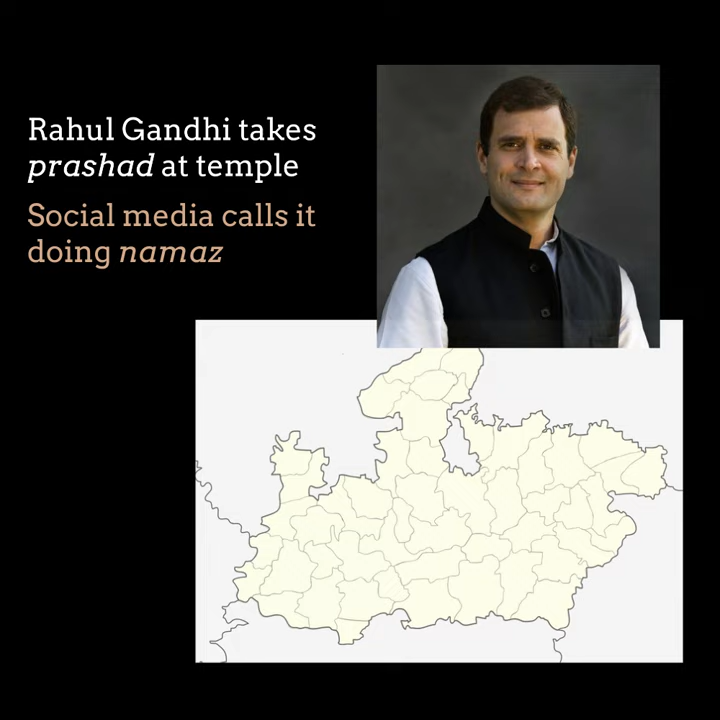 Rahul Gandhi takes
prashad at temple
Social media calls it
doing namaz